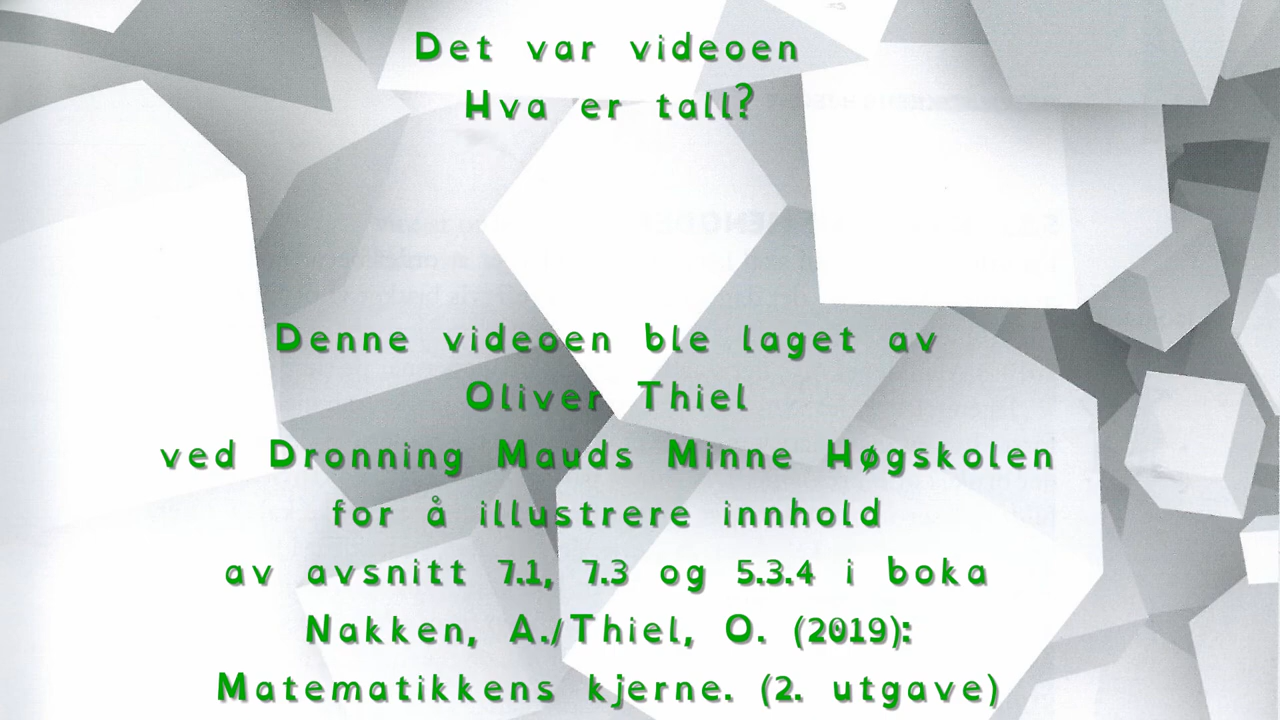 Det var videoen
Hva er tall?
Denne videoen ble laget av
Oliver Thiel
ved Dronning Mauds Minne Høgskolen
for å illustrere innhold
av avsnitt 7.1, 7.3 og 5.3.4 i boka
Nakken, A./Thiel, O. (2019):
Matematikkens kjerne. (2. utgave)